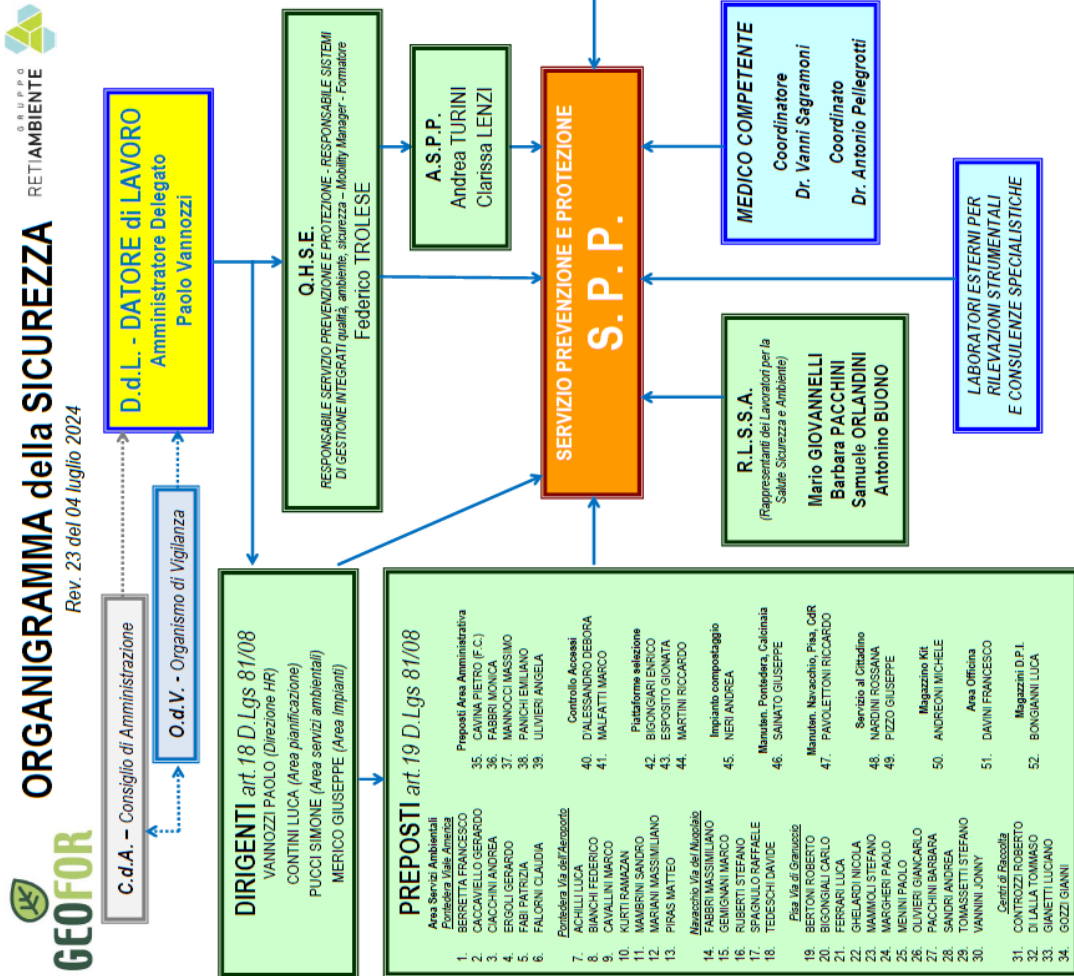 GEOFOR
ORGANIGRAMMA della SICUREZZA
Rev. 23 del 04 luglio 2024
GRUPPO
RETIAMBIENTE
C.d.A. – Consiglio di Amministrazione
O.d.V. - Organismo di Vigilanza
D.d.L. - DATORE di LAVORO
Amministratore Delegato
Paolo Vannozzi
DIRIGENTI art.18 D.Lgs 81/08
VANNOZZI PAOLO (Direzione HR)
CONTINI LUCA (Area pianificazione)
PUCCI SIMONE (Area servizi ambientali)
MERICO GIUSEPPE (Area Impianti)
Q.H.S.E.
RESPONSABILE SERVIZIO PREVENZIONE E PROTEZIONE - RESPONSABILE SISTEMI
DI GESTIONE INTEGRATI qualità, ambiente, sicurezza – Mobility Manager - Formatore
Federico TROLESE
A.S.P.P.
Andrea TURINI
Clarissa LENZI
PREPOSTI art.19 D.Lgs 81/08
Area Servizi Ambientali
Pontedera Viale America
1. BERRETTA FRANCESCO
2. CACCAVIELLO GERARDO
3. CIACCHINI ANDREA
4. ERGOLI GERARDO
5. FABI PATRIZIA
6. FALORNI CLAUDIA
Pontedera Via dell'Aeroporto
7. ACHILLI LUCA
8. BIANCHI FEDERICO
9. CAVALLINI MARCO
10. KURTI RAMAZAN
11. MAMBRINI SANDRO
12. MARIANI MASSIMILIANO
13. PIRAS MATTEO
Navacchio Via del Nugolaio
14. FABBRI MASSIMILIANO
15. GEMIGNANI MARCO
16. RUBERTI STEFANO
17. SPAGNULO RAFFAELE
18. TEDESCHI DAVIDE
Pisa Via di Granuccio
19. BERTONI ROBERTO
20. BIGONGIALI CARLO
21. FERRARI LUCA
22. GHELARDI NICOLA
23. MAMMOLI STEFANO
24. MARGHERI PAOLO
25. MENINI PAOLO
26. OLIVIERI GIANCARLO
27. PACCHINI BARBARA
28. SANDRI ANDREA
29. TOMASSETTI STEFANO
30. VANNINI JONNY
Centri di Raccolta
31. CONTROZZI ROBERTO
32. DI LALLA TOMMASO
33. GIANETTI LUCIANO
34. GOZZI GIANNI
Preposti Area Amministrativa
35. CAVINA PIETRO (F.C.)
36. FABBRI MONICA
37. MANNOCCI MASSIMO
38. PANICHI EMILIANO
39. ULIVIERI ANGELA
Controllo Accessi
40. D'ALESSANDRO DEBORA
41. MALFATTI MARCO
Piattaforme selezione
42. BIGONGIARI ENRICO
43. ESPOSITO GIONATA
44. MARTINI RICCARDO
Impianto compostaggio
45. NERI ANDREA
Manuten. Pontedera, Calcinaia
46. SAINATO GIUSEPPE
Manuten. Navacchio, Pisa, CdR
47. PAVOLETTONI RICCARDO
Servizio al Cittadino
48. NARDINI ROSSANA
49. PIZZO GIUSEPPE
Magazzino Kit
50. ANDREONI MICHELE
Area Officina
51. DAVINI FRANCESCO
Magazzini D.P.I.
52. BONGIANNI LUCA
SERVIZIO PREVENZIONE E PROTEZIONE
S. P. P.
R.L.S.S.A.
(Rappresentanti dei Lavoratori per la
Salute Sicurezza e Ambiente)
Mario GIOVANNELLI
Barbara PACCHINI
Samuele ORLANDINI
Antonino BUONO
MEDICO COMPETENTE
Coordinatore
Dr. Vanni Sagramoni
Coordinato
Dr. Antonio Pellegrotti
LABORATORI ESTERNI PER
RILEVAZIONI STRUMENTALI
E CONSULENZE SPECIALISTICHE